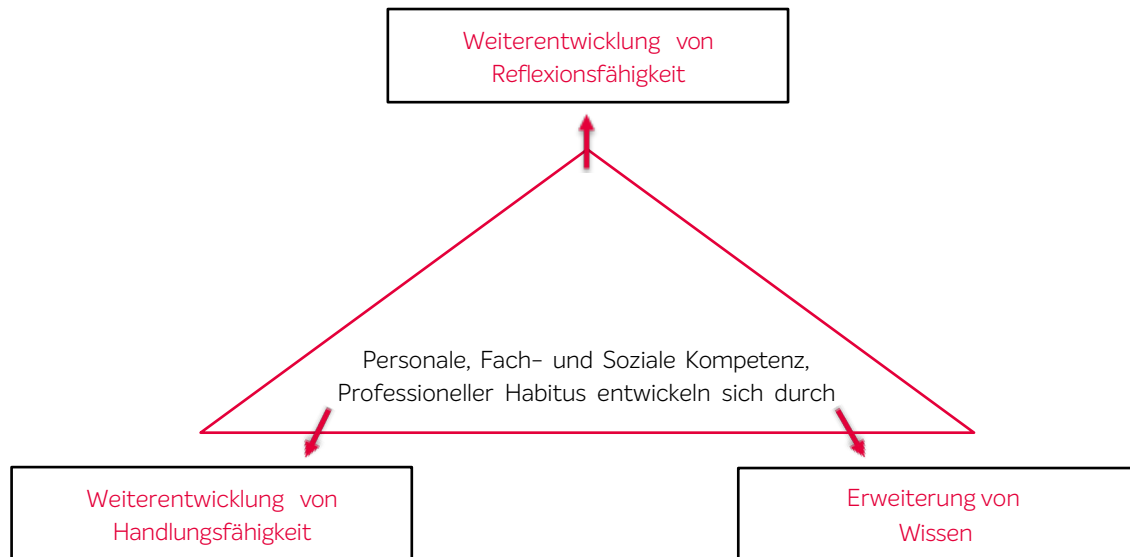 Weiterentwicklung von
Reflexionsfähigkeit
Personale, Fach- und Soziale Kompetenz,
Professioneller Habitus entwickeln sich durch
Weiterentwicklung von
Handlungsfähigkeit
Erweiterung von
Wissen